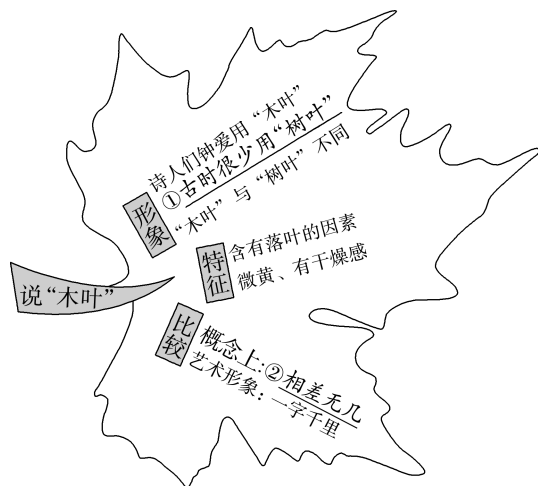 说“木叶”
形象
诗人们钟爱用“木叶”
①古时很少用“树叶”
“木叶”与“树叶”不同
特征
含有落叶的因素
微黄、有干燥感
比较
概念上:②相差无几
艺术形象：一字千里